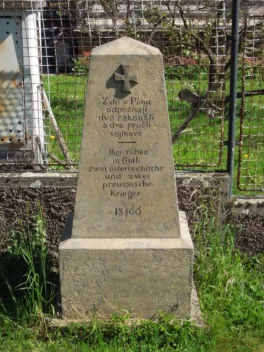 Zde v Pánu
odpočívají
dva rakouští
a dva pruští
vojínové
Hier ruhen
in Gott
zwei österreichische
und zwei
preussische
Krieger
1866